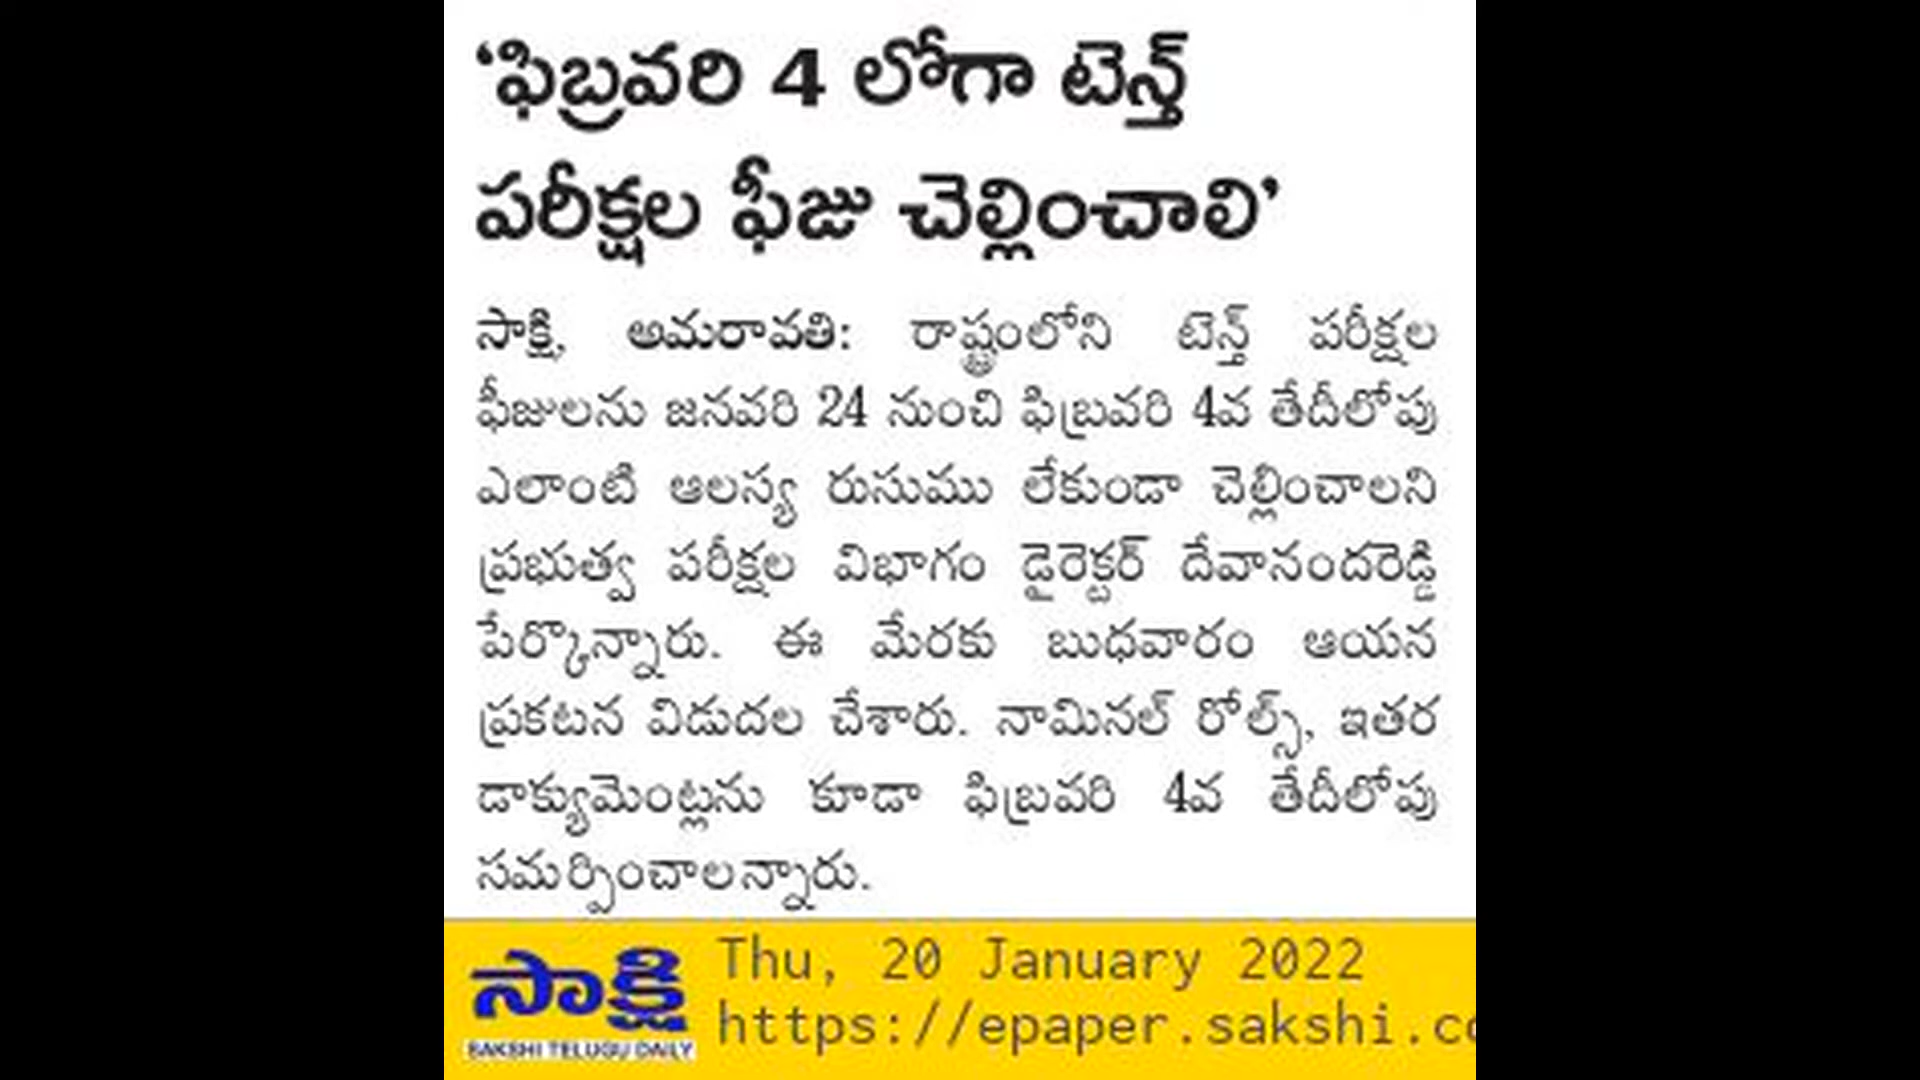 ‘ఫిబ్రవరి 4 లోగా టెన్త్
పరీక్షల ఫీజు చెల్లించాలి’
సాక్షి, అమరావతి: రాష్ట్రంలోని టెన్త్ పరీక్షల
ఫీజులను జనవరి 24 నుంచి ఫిబ్రవరి 4వ తేదీలోపు
ఎలాంటి ఆలస్య రుసుము లేకుండా చెల్లించాలని
ప్రభుత్వ పరీక్షల విభాగం డైరెక్టర్ దేవానందరెడ్డి
పేర్కొన్నారు. ఈ మేరకు బుధవారం ఆయన
ప్రకటన విడుదల చేశారు. నామినల్ రోల్స్, ఇతర
డాక్యుమెంట్లను కూడా ఫిబ్రవరి 4వ తేదీలోపు
సమర్పించాలన్నారు.
సాక్షి
SAKSHI TELUGU DAILY
Thu, 20 January 2022
https://epaper.sakshi.co